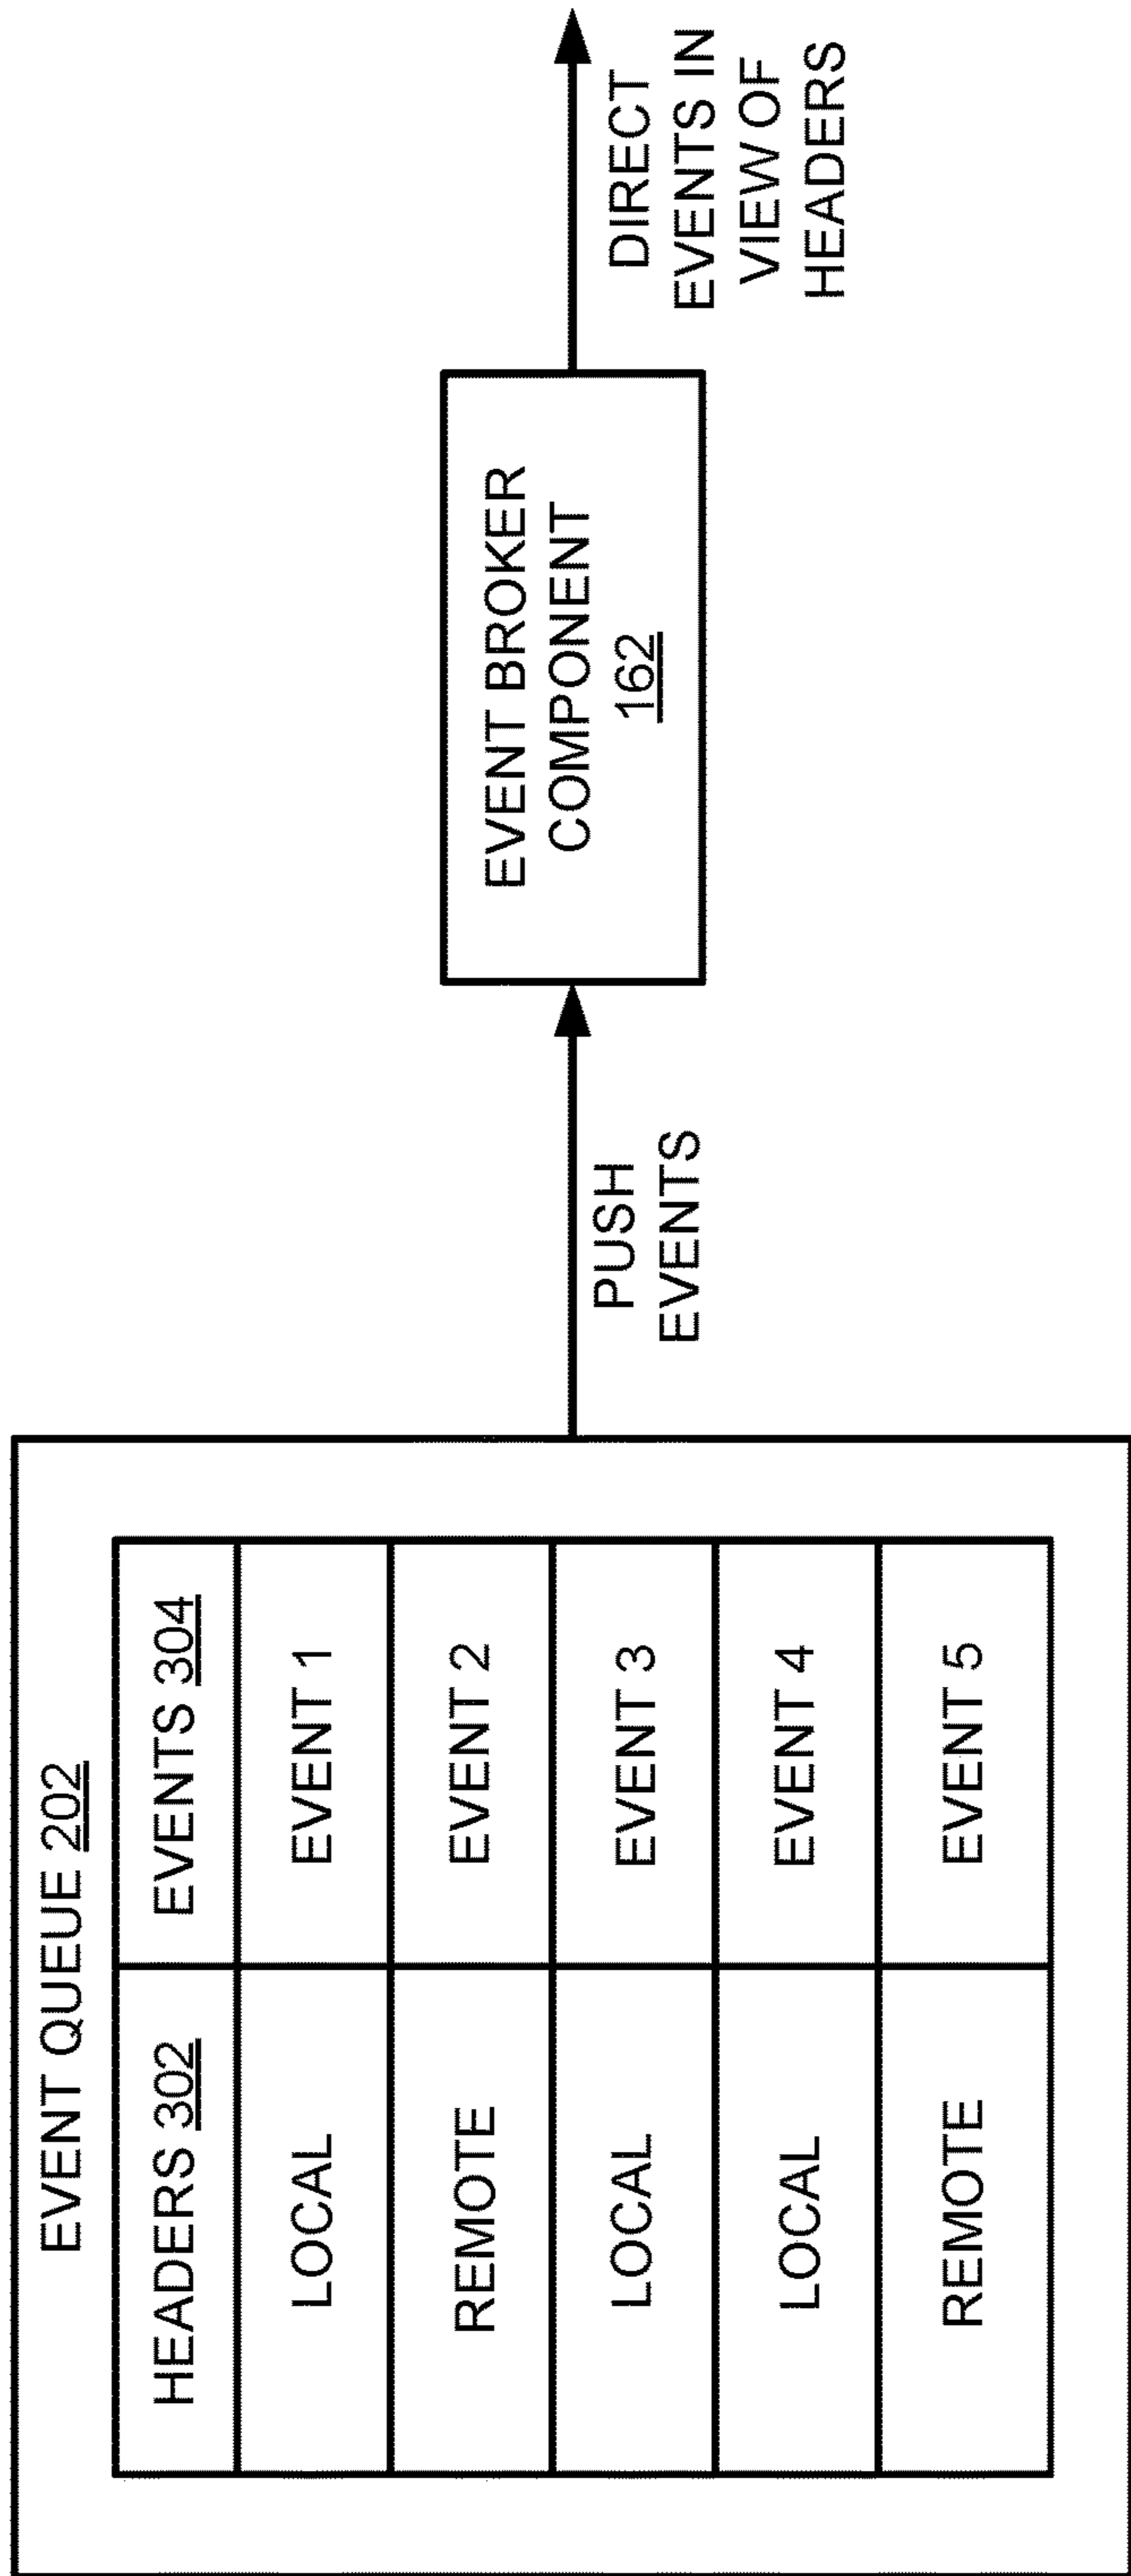 EVENT QUEUE 202
HEADERS 302 EVENTS 304
LOCAL EVENT 1
REMOTE EVENT 2
LOCAL EVENT 3
LOCAL EVENT 4
REMOTE EVENT 5
PUSH
EVENTS
EVENT BROKER
COMPONENT
162
DIRECT
EVENTS IN
VIEW OF
HEADERS